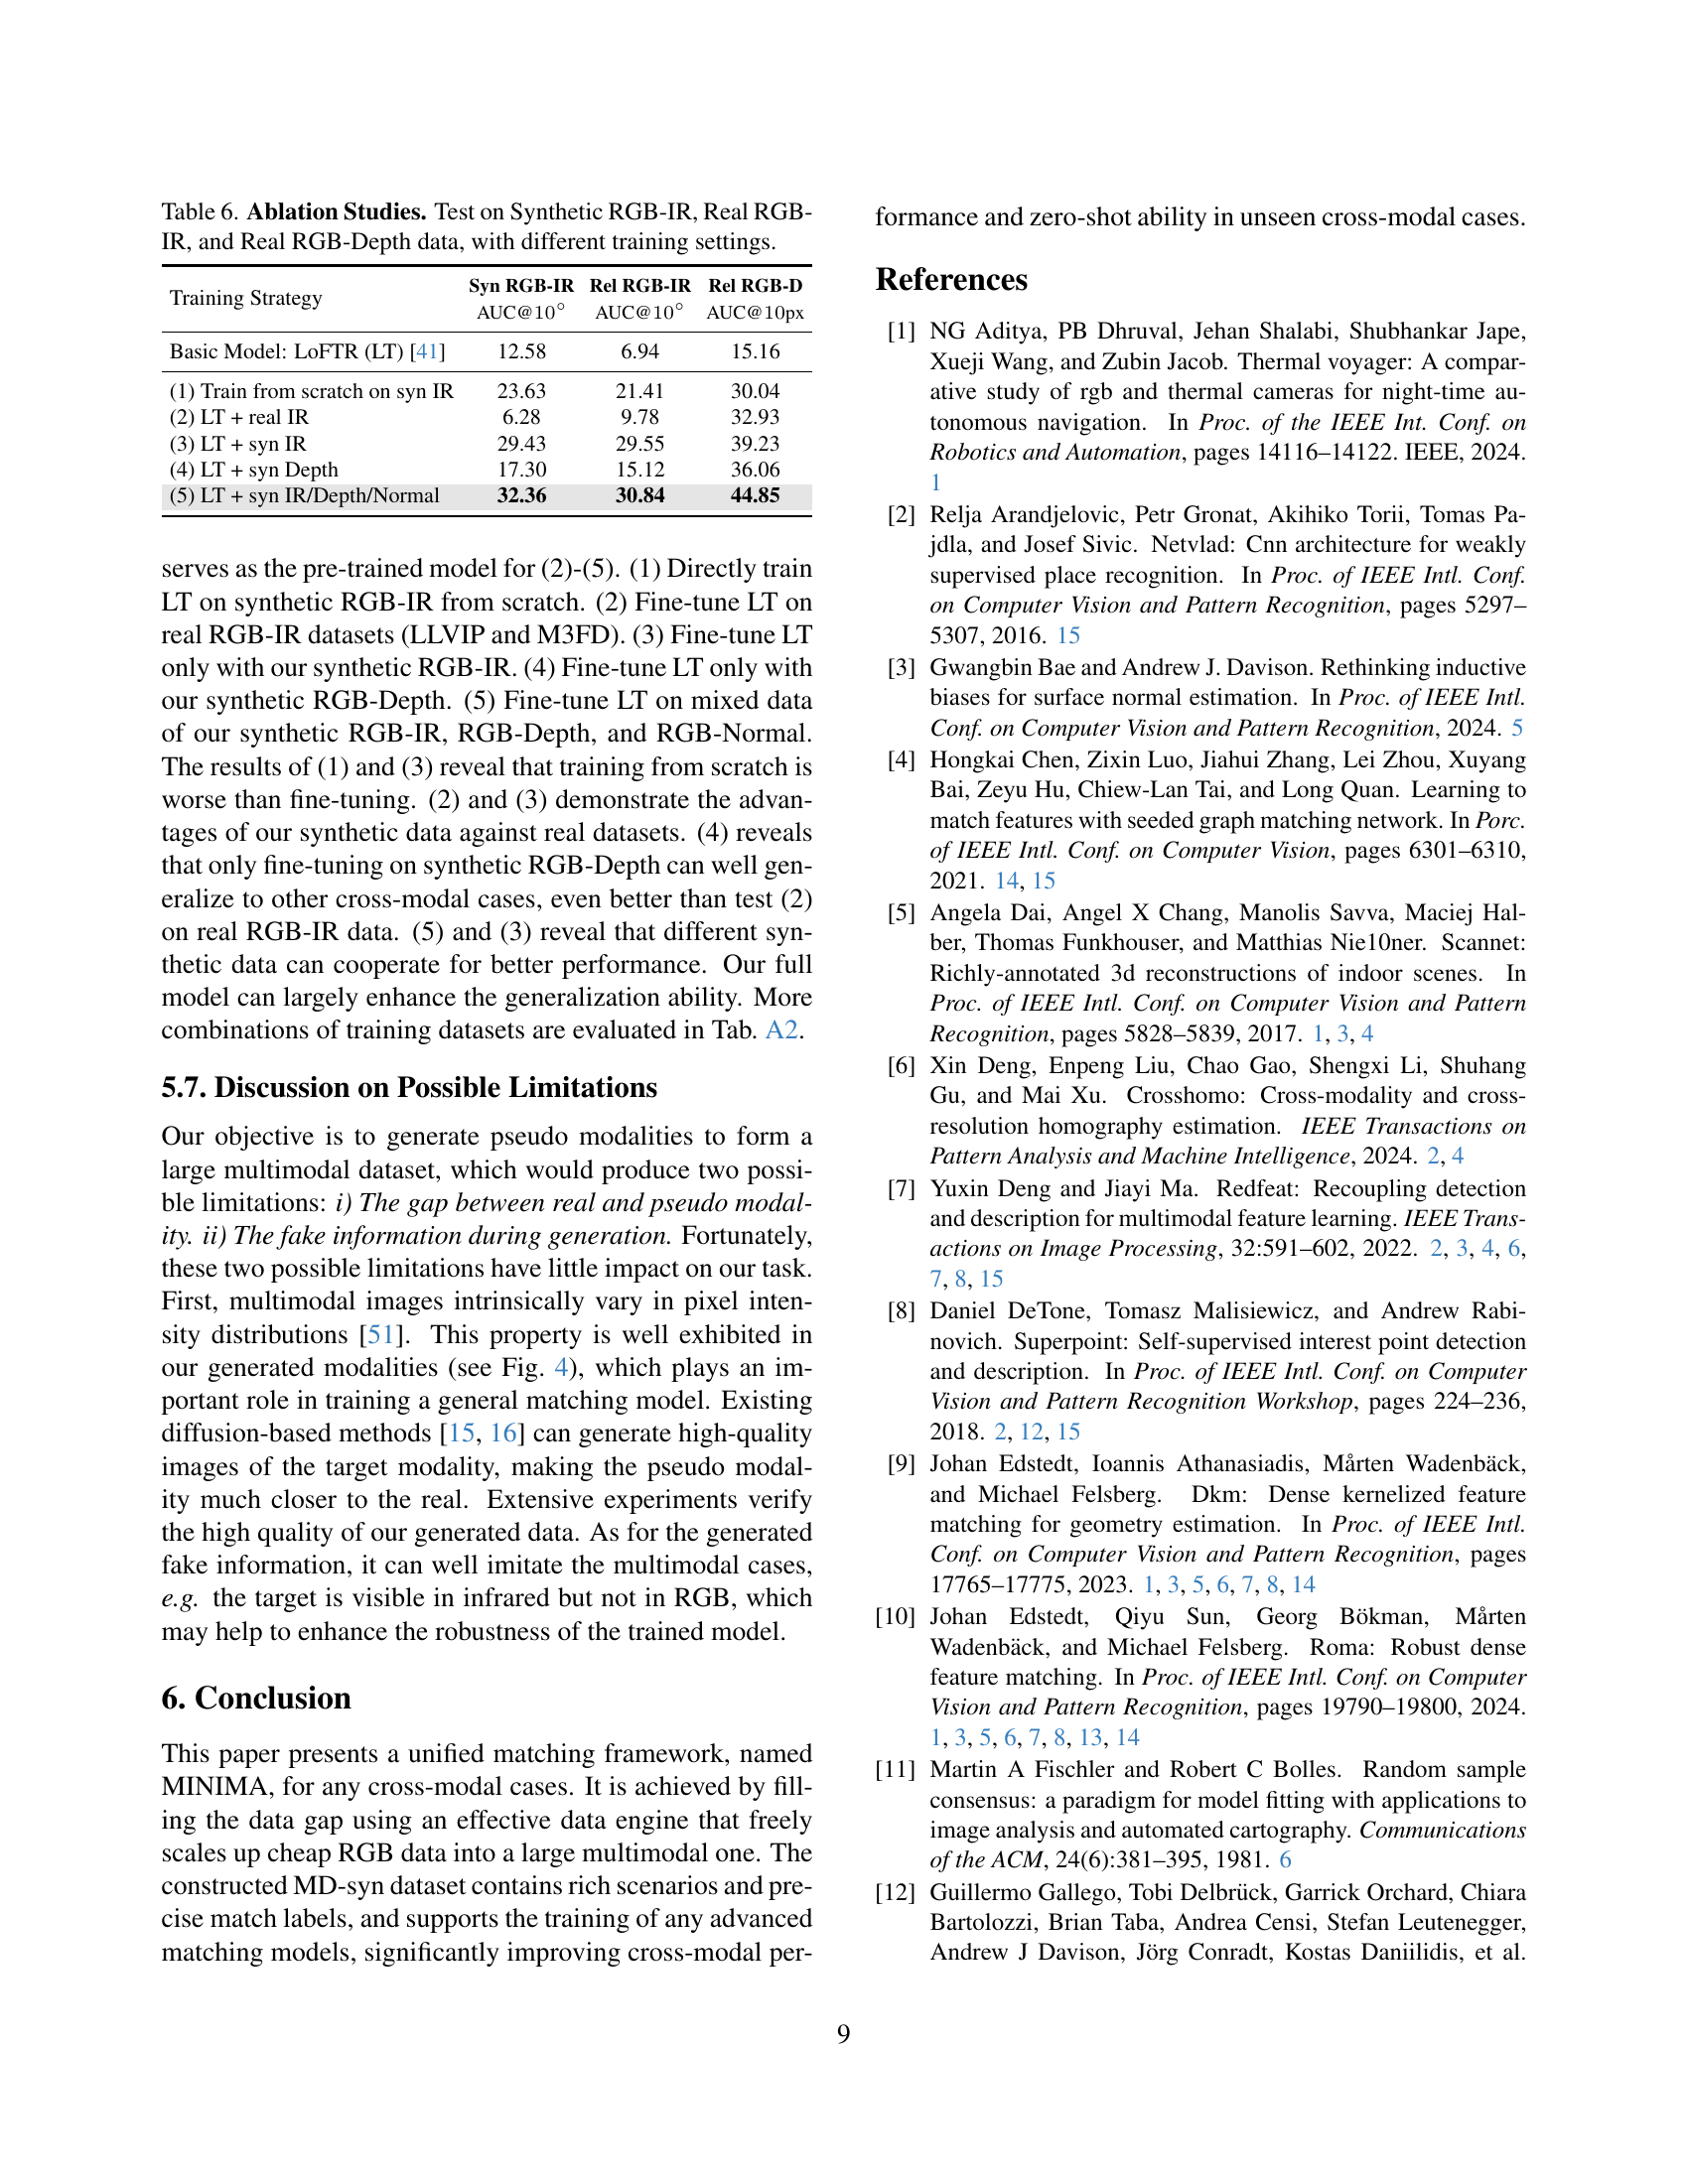 Table 6. Ablation Studies. Test on Synthetic RGB-IR, Real RGB-
IR, and Real RGB-Depth data, with different training settings.
Training Strategy
Syn RGB-IR Rel RGB-IR Rel RGB-D
AUC@10° AUC@10° AUC@10px
Basic Model: LoFTR (LT) [41] 12.58 6.94 15.16
(1) Train from scratch on syn IR 23.63 21.41 30.04
(2) LT + real IR 6.28 9.78 32.93
(3) LT + syn IR 29.43 29.55 39.23
(4) LT + syn Depth 17.30 15.12 36.06
(5) LT + syn IR/Depth/Normal 32.36 30.84 44.85
serves as the pre-trained model for (2)-(5). (1) Directly train
LT on synthetic RGB-IR from scratch. (2) Fine-tune LT on
real RGB-IR datasets (LLVIP and M3FD). (3) Fine-tune LT
only with our synthetic RGB-IR. (4) Fine-tune LT only with
our synthetic RGB-Depth. (5) Fine-tune LT on mixed data
of our synthetic RGB-IR, RGB-Depth, and RGB-Normal.
The results of (1) and (3) reveal that training from scratch is
worse than fine-tuning. (2) and (3) demonstrate the advan-
tages of our synthetic data against real datasets. (4) reveals
that only fine-tuning on synthetic RGB-Depth can well gen-
eralize to other cross-modal cases, even better than test (2)
on real RGB-IR data. (5) and (3) reveal that different syn-
thetic data can cooperate for better performance. Our full
model can largely enhance the generalization ability. More
combinations of training datasets are evaluated in Tab. A2.
5.7. Discussion on Possible Limitations
Our objective is to generate pseudo modalities to form a
large multimodal dataset, which would produce two possi-
ble limitations: i) The gap between real and pseudo modal-
ity. ii) The fake information during generation. Fortunately,
these two possible limitations have little impact on our task.
First, multimodal images intrinsically vary in pixel inten-
sity distributions [51]. This property is well exhibited in
our generated modalities (see Fig. 4), which plays an im-
portant role in training a general matching model. Existing
diffusion-based methods [15, 16] can generate high-quality
images of the target modality, making the pseudo modal-
ity much closer to the real. Extensive experiments verify
the high quality of our generated data. As for the generated
fake information, it can well imitate the multimodal cases,
e.g. the target is visible in infrared but not in RGB, which
may help to enhance the robustness of the trained model.
6. Conclusion
This paper presents a unified matching framework, named
MINIMA, for any cross-modal cases. It is achieved by fill-
ing the data gap using an effective data engine that freely
scales up cheap RGB data into a large multimodal one. The
constructed MD-syn dataset contains rich scenarios and pre-
cise match labels, and supports the training of any advanced
matching models, significantly improving cross-modal per-
formance and zero-shot ability in unseen cross-modal cases.
References
[1] NG Aditya, PB Dhruval, Jehan Shalabi, Shubhankar Jape,
Xueji Wang, and Zubin Jacob. Thermal voyager: A compar-
ative study of rgb and thermal cameras for night-time au-
tonomous navigation. In Proc. of the IEEE Int. Conf. on
Robotics and Automation, pages 14116–14122. IEEE, 2024.
1
[2] Relja Arandjelovic, Petr Gronat, Akihiko Torii, Tomas Pa-
jdla, and Josef Sivic. Netvlad: Cnn architecture for weakly
supervised place recognition. In Proc. of IEEE Intl. Conf.
on Computer Vision and Pattern Recognition, pages 5297–
5307, 2016. 15
[3] Gwangbin Bae and Andrew J. Davison. Rethinking inductive
biases for surface normal estimation. In Proc. of IEEE Intl.
Conf. on Computer Vision and Pattern Recognition, 2024. 5
[4] Hongkai Chen, Zixin Luo, Jiahui Zhang, Lei Zhou, Xuyang
Bai, Zeyu Hu, Chiew-Lan Tai, and Long Quan. Learning to
match features with seeded graph matching network. In Porc.
of IEEE Intl. Conf. on Computer Vision, pages 6301–6310,
2021. 14, 15
[5] Angela Dai, Angel X Chang, Manolis Savva, Maciej Hal-
ber, Thomas Funkhouser, and Matthias Nie10ner. Scannet:
Richly-annotated 3d reconstructions of indoor scenes. In
Proc. of IEEE Intl. Conf. on Computer Vision and Pattern
Recognition, pages 5828–5839, 2017. 1, 3, 4
[6] Xin Deng, Enpeng Liu, Chao Gao, Shengxi Li, Shuhang
Gu, and Mai Xu. Crosshomo: Cross-modality and cross-
resolution homography estimation. IEEE Transactions on
Pattern Analysis and Machine Intelligence, 2024. 2, 4
[7] Yuxin Deng and Jiayi Ma. Redfeat: Recoupling detection
and description for multimodal feature learning. IEEE Trans-
actions on Image Processing, 32:591–602, 2022. 2, 3, 4, 6,
7, 8, 15
[8] Daniel DeTone, Tomasz Malisiewicz, and Andrew Rabi-
novich. Superpoint: Self-supervised interest point detection
and description. In Proc. of IEEE Intl. Conf. on Computer
Vision and Pattern Recognition Workshop, pages 224–236,
2018. 2, 12, 15
[9] Johan Edstedt, Ioannis Athanasiadis, Mårten Wadenbäck,
and Michael Felsberg. Dkm: Dense kernelized feature
matching for geometry estimation. In Proc. of IEEE Intl.
Conf. on Computer Vision and Pattern Recognition, pages
17765–17775, 2023. 1, 3, 5, 6, 7, 8, 14
[10] Johan Edstedt, Qiyu Sun, Georg Bökman, Mårten
Wadenbäck, and Michael Felsberg. Roma: Robust dense
feature matching. In Proc. of IEEE Intl. Conf. on Computer
Vision and Pattern Recognition, pages 19790–19800, 2024.
1, 3, 5, 6, 7, 8, 13, 14
[11] Martin A Fischler and Robert C Bolles. Random sample
consensus: a paradigm for model fitting with applications to
image analysis and automated cartography. Communications
of the ACM, 24(6):381–395, 1981. 6
[12] Guillermo Gallego, Tobi Delbrück, Garrick Orchard, Chiara
Bartolozzi, Brian Taba, Andrea Censi, Stefan Leutenegger,
Andrew J Davison, Jörg Conradt, Kostas Daniilidis, et al.
9